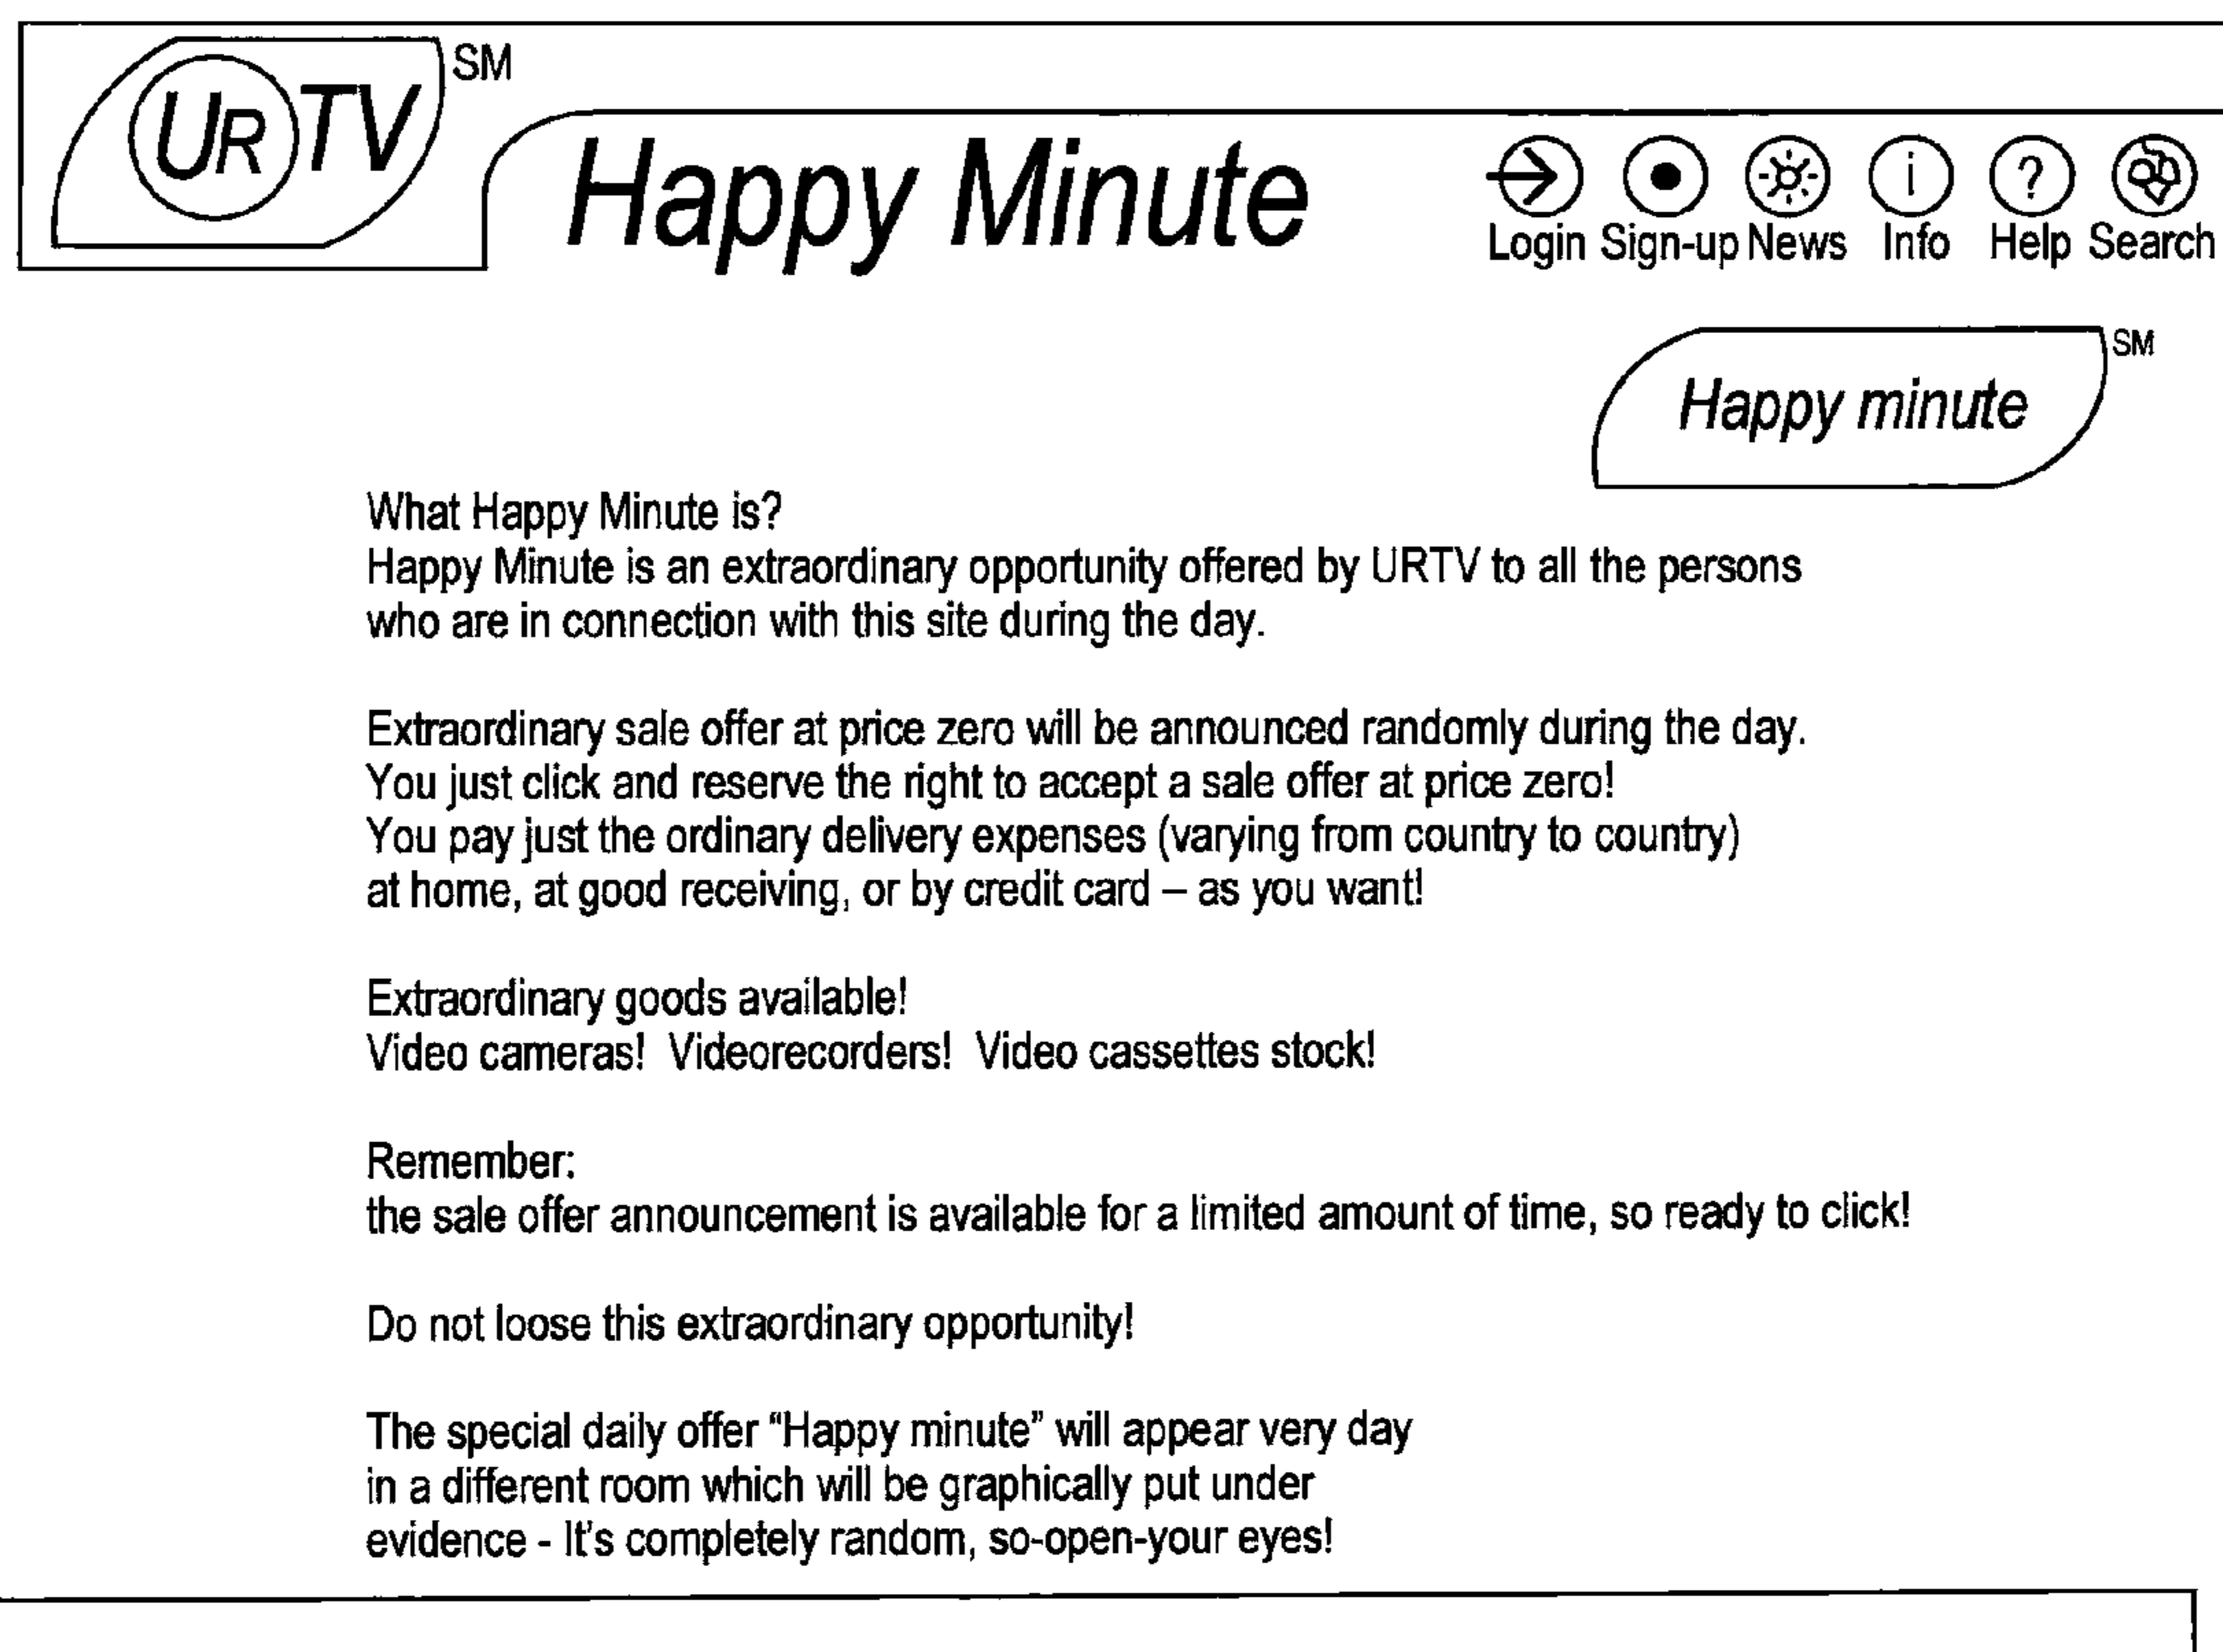 URTV SM
Happy Minute
Login Sign-up News Info Help Search
Happy minute SM
What Happy Minute is?
Happy Minute is an extraordinary opportunity offered by URTV to all the persons
who are in connection with this site during the day.
Extraordinary sale offer at price zero will be announced randomly during the day.
You just click and reserve the right to accept a sale offer at price zero!
You pay just the ordinary delivery expenses (varying from country to country)
at home, at good receiving, or by credit card – as you want!
Extraordinary goods available!
Video cameras! Videorecorders! Video cassettes stock!
Remember:
the sale offer announcement is available for a limited amount of time, so ready to click!
Do not loose this extraordinary opportunity!
The special daily offer “Happy minute” will appear very day
in a different room which will be graphically put under
evidence - It's completely random, so-open-your eyes!